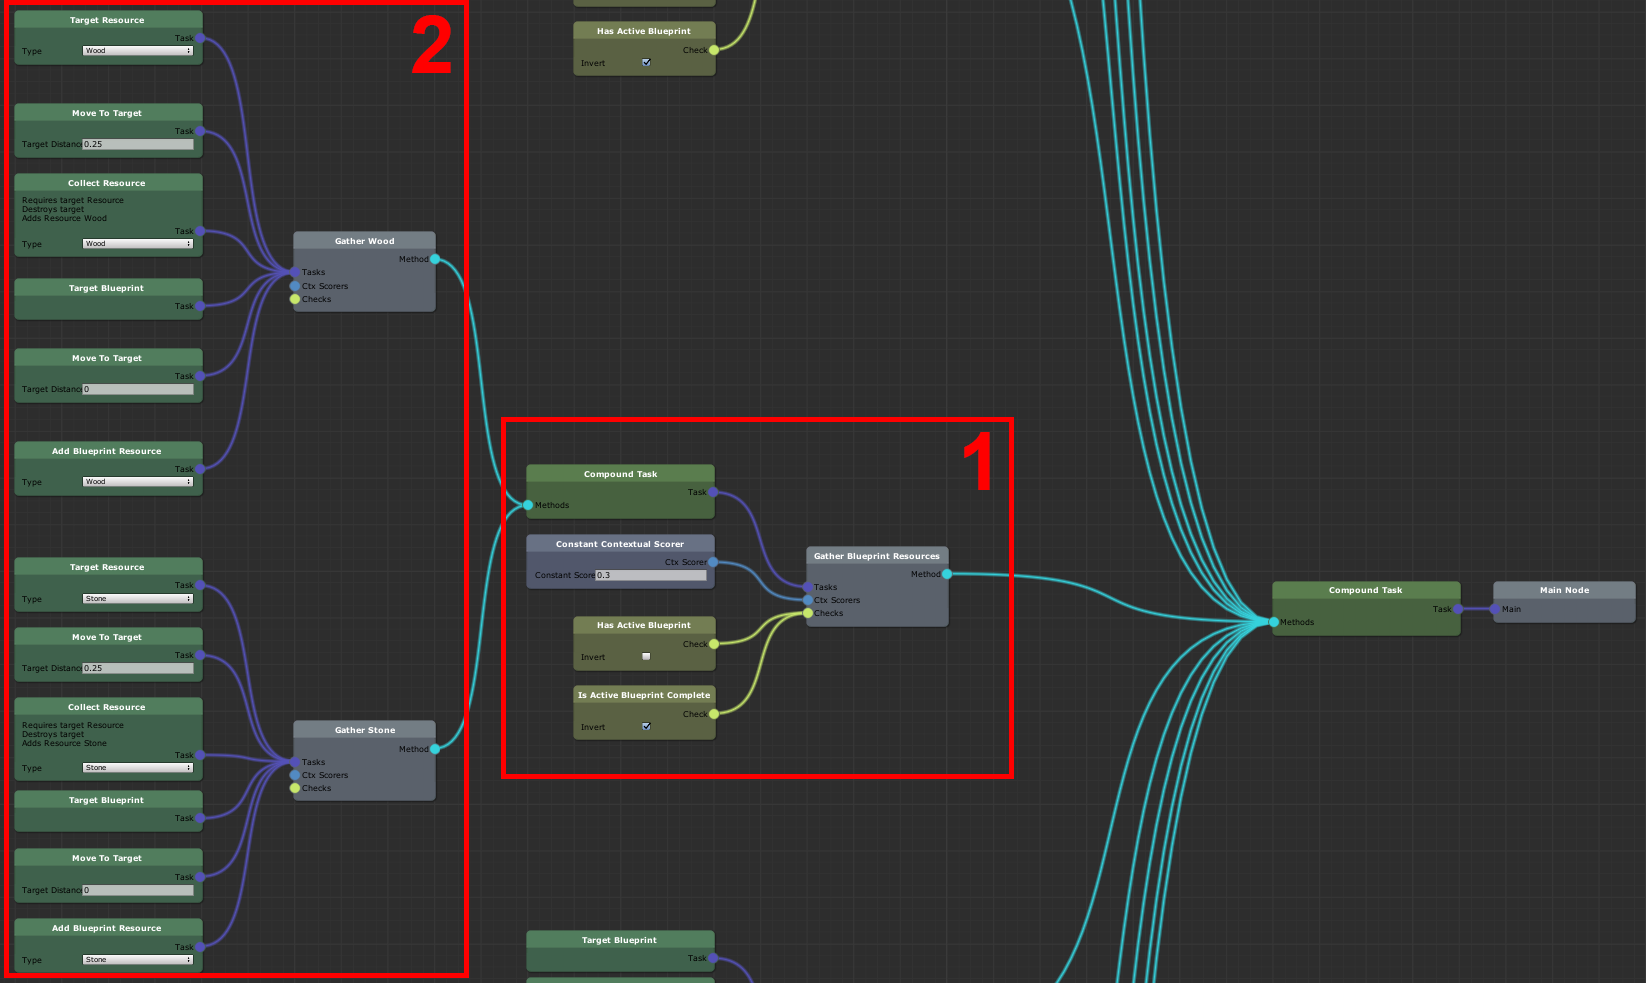 2
Target Resource
Task
Type
Wood
Move To Target
Task
Target Distanc
0.25
Collect Resource
Requires target Resource
Destroys target
Adds Resource Wood
Task
Type
Wood
Target Blueprint
Task
Move To Target
Task
Target Distanc
0
Add Blueprint Resource
Task
Type
Wood
Gather Wood
Method
Tasks
Ctx Scorers
Checks
Target Resource
Task
Type
Stone
Move To Target
Task
Target Distanc
0.25
Collect Resource
Requires target Resource
Destroys target
Adds Resource Stone
Task
Type
Stone
Target Blueprint
Task
Move To Target
Task
Target Distanc
0
Add Blueprint Resource
Task
Type
Stone
Gather Stone
Method
Tasks
Ctx Scorers
Checks
Has Active Blueprint
Check
Invert
1
Compound Task
Task
Methods
Constant Contextual Scorer
Ctx Scorer
Constant Score
0.3
Has Active Blueprint
Check
Invert
Is Active Blueprint Complete
Check
Invert
Gather Blueprint Resources
Method
Tasks
Ctx Scorers
Checks
Target Blueprint
Task
Compound Task
Task
Methods
Main Node
Main